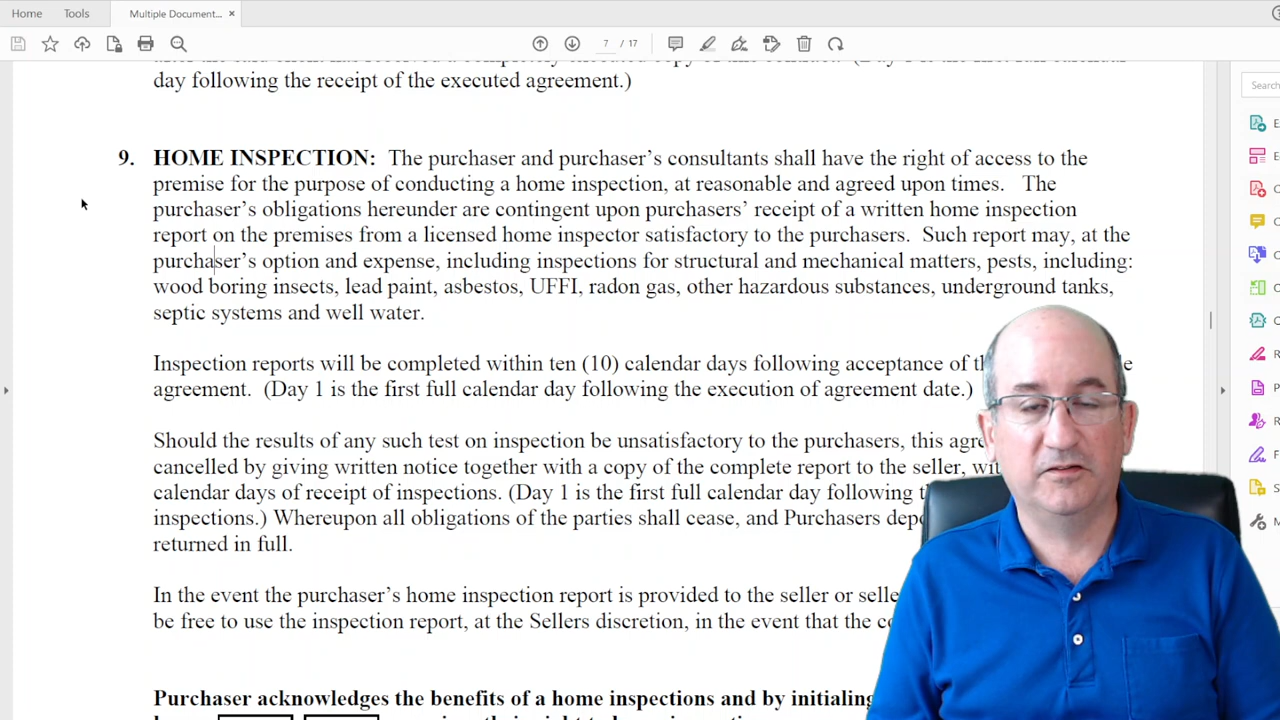 Home Tools Multiple Document... ×
7 / 17
day following the receipt of the executed agreement.)
9. HOME INSPECTION: The purchaser and purchaser's consultants shall have the right of access to the
premise for the purpose of conducting a home inspection, at reasonable and agreed upon times. The
purchaser's obligations hereunder are contingent upon purchasers' receipt of a written home inspection
report on the premises from a licensed home inspector satisfactory to the purchasers. Such report may, at the
purchaser's option and expense, including inspections for structural and mechanical matters, pests, including:
wood boring insects, lead paint, asbestos, UFFI, radon gas, other hazardous substances, underground tanks,
septic systems and well water.
Inspection reports will be completed within ten (10) calendar days following acceptance of
agreement. (Day 1 is the first full calendar day following the execution of agreement date.)
Should the results of any such test on inspection be unsatisfactory to the purchasers, this
cancelled by giving written notice together with a copy of the complete report to the seller,
calendar days of receipt of inspections. (Day 1 is the first full calendar day following
inspections.) Whereupon all obligations of the parties shall cease, and Purchasers
returned in full.
In the event the purchaser's home inspection report is provided to the seller or
be free to use the inspection report, at the Sellers discretion, in the event that the
Purchaser acknowledges the benefits of a home inspections and by initialing
Search